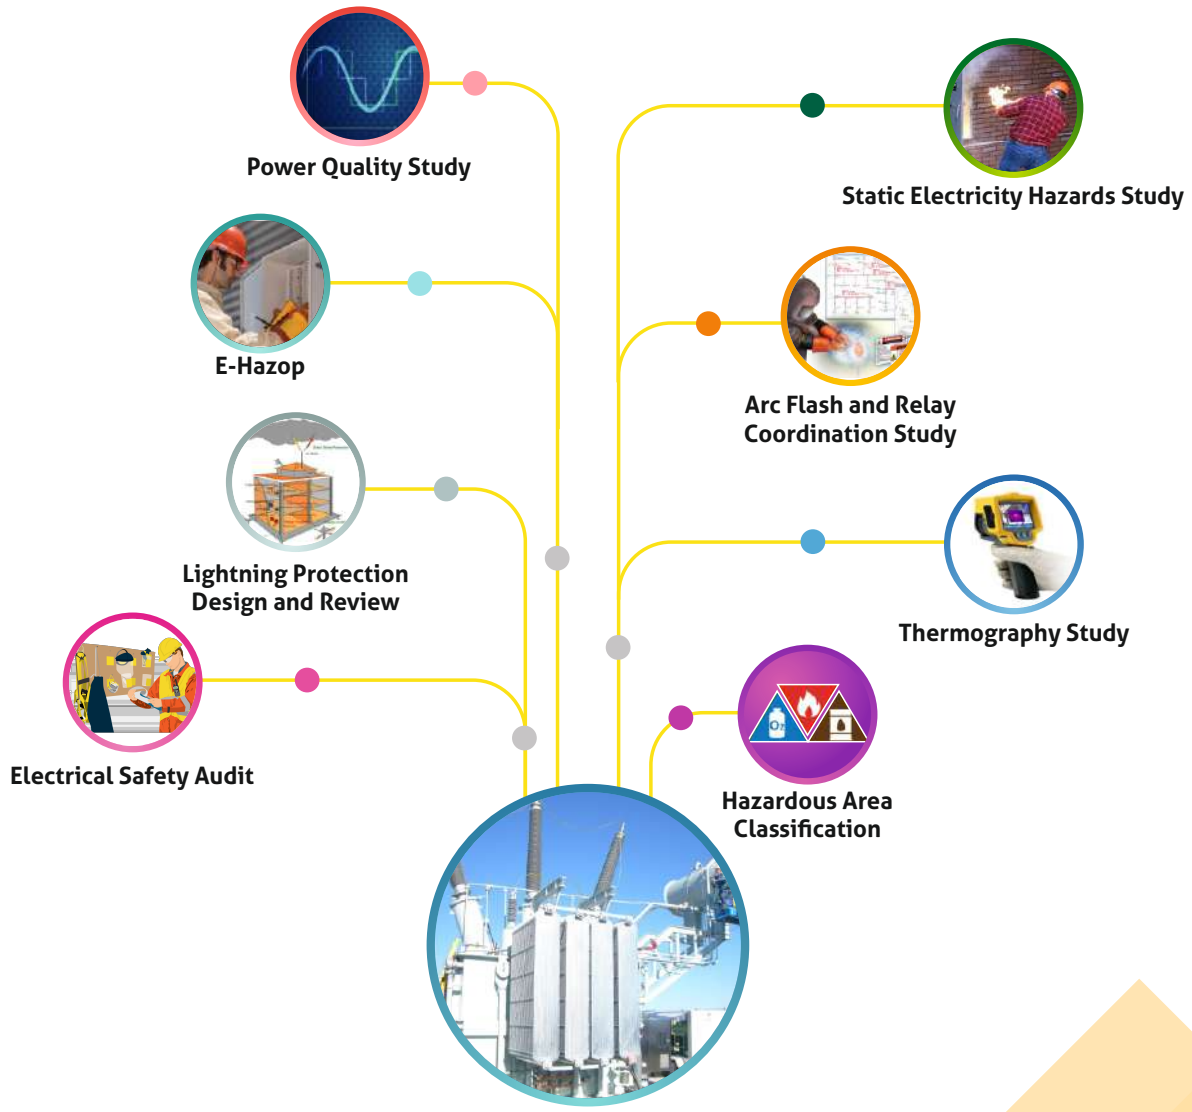 Power Quality Study
Static Electricity Hazards Study
E-Hazop
Arc Flash and Relay
Coordination Study
Lightning Protection
Design and Review
Thermography Study
Electrical Safety Audit
O2
Hazardous Area
Classification